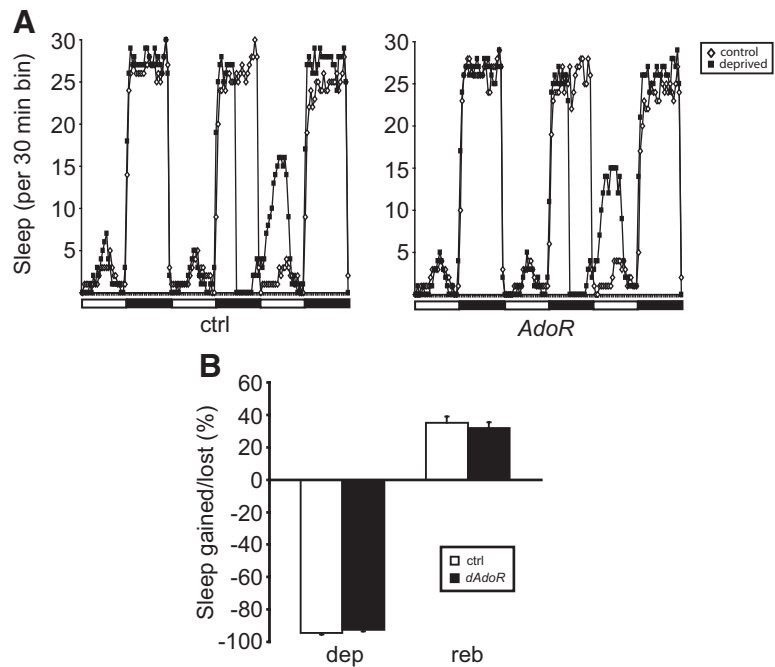 A
Sleep (per 30 min bin)
30
25
20
15
10
5
ctrl
30
25
20
15
10
5
AdoR
control
deprived
B
Sleep gained/lost (%)
60
40
20
0
-20
-40
-60
-80
-100
dep
reb
ctrl
dAdoR